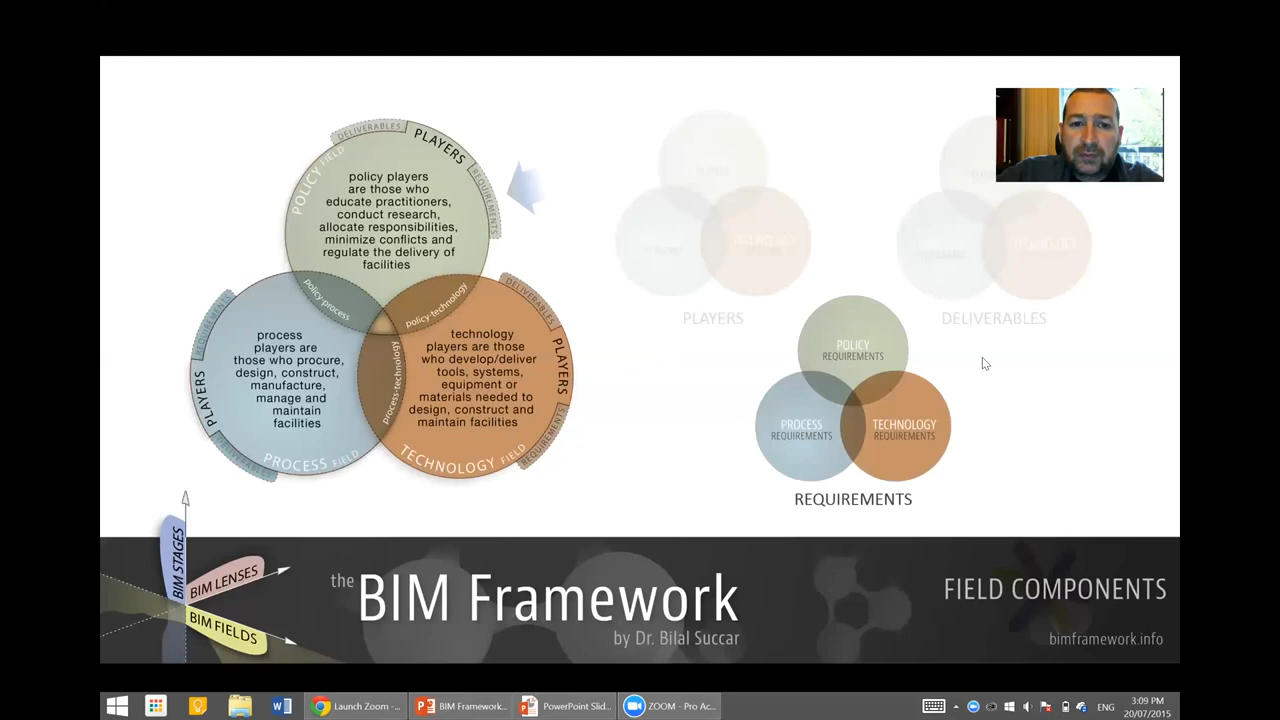 DELIVERABLES
PLAYERS
REQUIREMENTS
POLICY FIELD
policy players
are those who
educate practitioners,
conduct research,
allocate responsibilities,
minimize conflicts and
regulate the delivery of
facilities
policy-process
policy-technology
process-technology
REQUIREMENTS
PLAYERS
DELIVERABLES
process
players are
those who procure,
design, construct,
manufacture,
manage and
maintain
facilities
PROCESS FIELD
DELIVERABLES
PLAYERS
REQUIREMENTS
technology
players are those
who develop/deliver
tools, systems,
equipment or
materials needed to
design, construct and
maintain facilities
TECHNOLOGY FIELD
PLAYERS
DELIVERABLES
POLICY
REQUIREMENTS
PROCESS
REQUIREMENTS
TECHNOLOGY
REQUIREMENTS
REQUIREMENTS
BIM STAGES
BIM LENSES
BIM FIELDS
the BIM Framework
by Dr. Bilal Succar
FIELD COMPONENTS
bimframework.info
Launch Zoom -...
BIM Framework...
PowerPoint Slid...
ZOOM - Pro Ac...
ENG
3:09 PM
20/07/2015